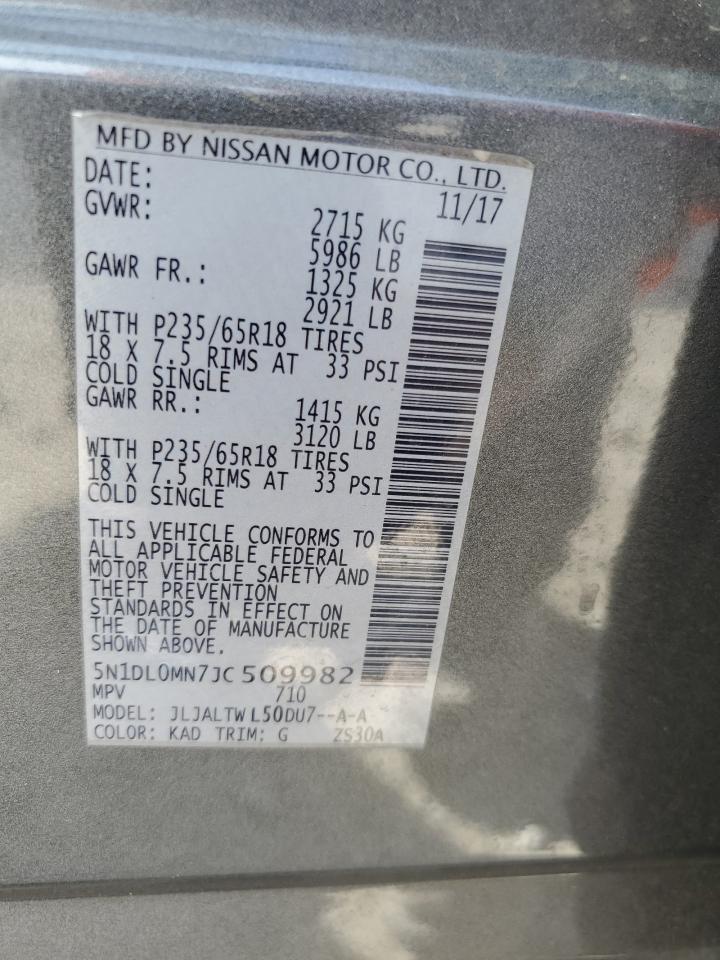 MFD BY NISSAN MOTOR CO., LTD.
DATE: 11/17
GVWR: 2715 KG
5986 LB
GAWR FR.: 1325 KG
2921 LB
WITH P235/65R18 TIRES
18 X 7.5 RIMS AT 33 PSI
COLD SINGLE
GAWR RR.: 1415 KG
3120 LB
WITH P235/65R18 TIRES
18 X 7.5 RIMS AT 33 PSI
COLD SINGLE
THIS VEHICLE CONFORMS TO
ALL APPLICABLE FEDERAL
MOTOR VEHICLE SAFETY AND
THEFT PREVENTION
STANDARDS IN EFFECT ON
THE DATE OF MANUFACTURE
SHOWN ABOVE.
5N1DL0MN7JC509982
MPV 710
MODEL: JLJALTWL50DU7--A-A
COLOR: KAD TRIM: G ZS30A